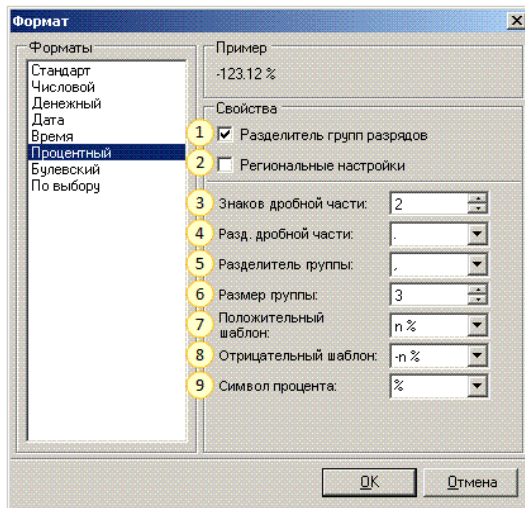 Формат
Форматы
Стандарт
Числовой
Денежный
Дата
Время
Процентный
Булевский
По выбору
Пример
-123.12 %
Свойства
1 Разделитель групп разрядов
2 Региональные настройки
3 Знаков дробной части: 2
4 Разд. дробной части: .
5 Разделитель группы: ,
6 Размер группы: 3
7 Положительный шаблон: n %
8 Отрицательный шаблон: -n %
9 Символ процента: %
OK
Отмена